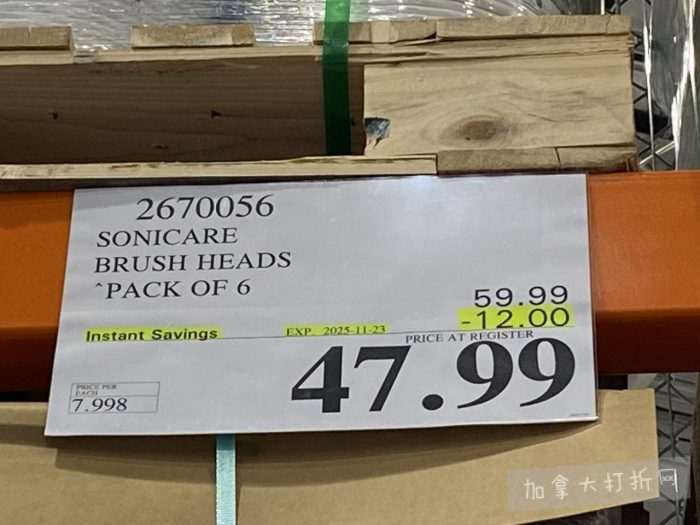 2670056
SONICARE
BRUSH HEADS
^PACK OF 6
59.99
Instant Savings EXP. 2025-11-23 -12.00
PRICE AT REGISTER
47.99
PRICE PER
EACH
7.998
加拿大打折网